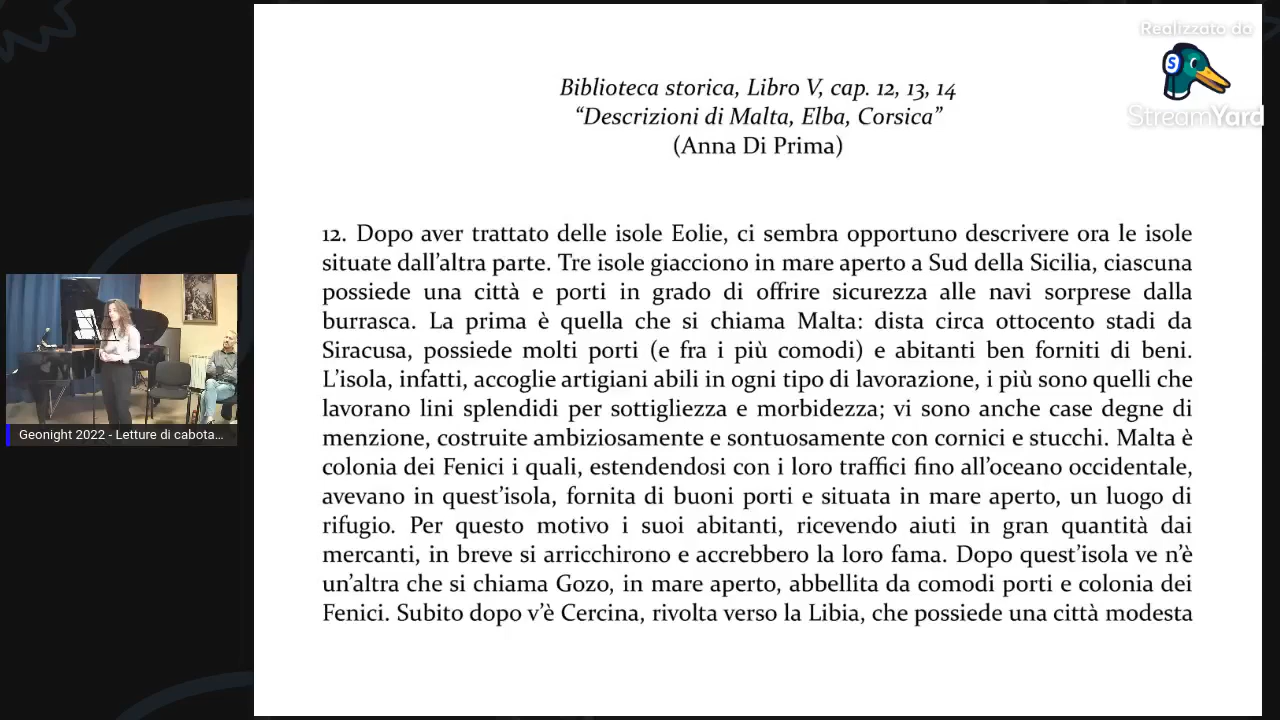 Realizzato da
StreamYard
Biblioteca storica, Libro V, cap. 12, 13, 14
“Descrizioni di Malta, Elba, Corsica”
(Anna Di Prima)
12. Dopo aver trattato delle isole Eolie, ci sembra opportuno descrivere ora le isole
situate dall’altra parte. Tre isole giacciono in mare aperto a Sud della Sicilia, ciascuna
possiede una città e porti in grado di offrire sicurezza alle navi sorprese dalla
burrasca. La prima è quella che si chiama Malta: dista circa ottocento stadi da
Siracusa, possiede molti porti (e fra i più comodi) e abitanti ben forniti di beni.
L’isola, infatti, accoglie artigiani abili in ogni tipo di lavorazione, i più sono quelli che
lavorano lini splendidi per sottigliezza e morbidezza; vi sono anche case degne di
menzione, costruite ambiziosamente e sontuosamente con cornici e stucchi. Malta è
colonia dei Fenici i quali, estendendosi con i loro traffici fino all’oceano occidentale,
avevano in quest’isola, fornita di buoni porti e situata in mare aperto, un luogo di
rifugio. Per questo motivo i suoi abitanti, ricevendo aiuti in gran quantità dai
mercanti, in breve si arricchirono e accrebbero la loro fama. Dopo quest’isola ve n’è
un’altra che si chiama Gozo, in mare aperto, abbellita da comodi porti e colonia dei
Fenici. Subito dopo v’è Cercina, rivolta verso la Libia, che possiede una città modesta
Geonight 2022 - Letture di cabota...